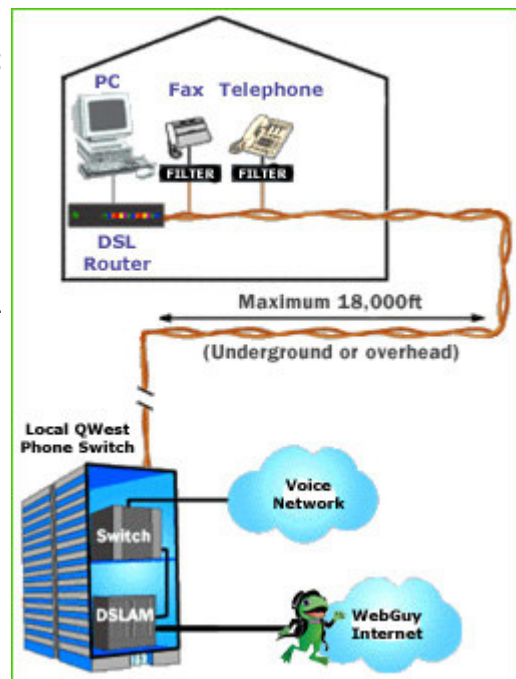 PC
Fax Telephone
FILTER FILTER
DSL
Router
Maximum 18,000ft
(Underground or overhead)
Local QWest
Phone Switch
Voice
Network
Switch
DSLAM
WebGuy
Internet